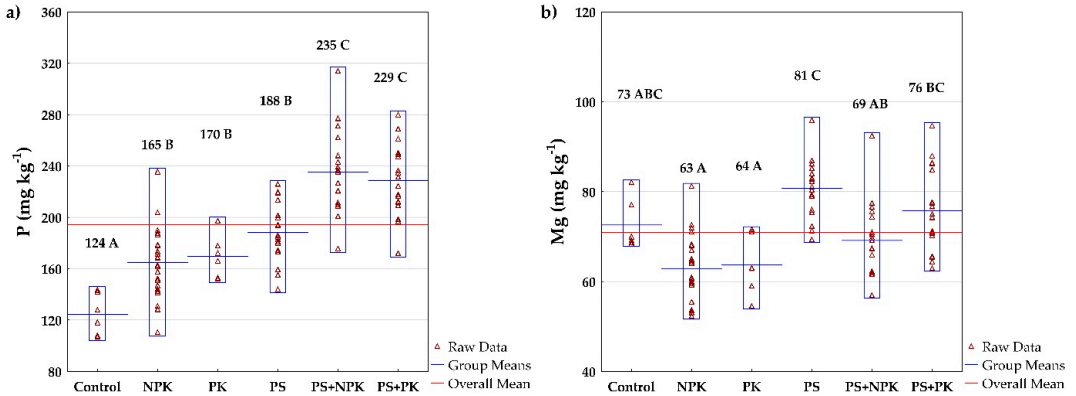 a)
P (mg kg-1)
360
320
280
240
200
160
120
80
124 A
165 B
170 B
188 B
235 C
229 C
Control NPK PK PS PS+NPK PS+PK
Raw Data
Group Means
Overall Mean
b)
Mg (mg kg-1)
120
100
80
60
40
73 ABC
63 A
64 A
81 C
69 AB
76 BC
Control NPK PK PS PS+NPK PS+PK
Raw Data
Group Means
Overall Mean